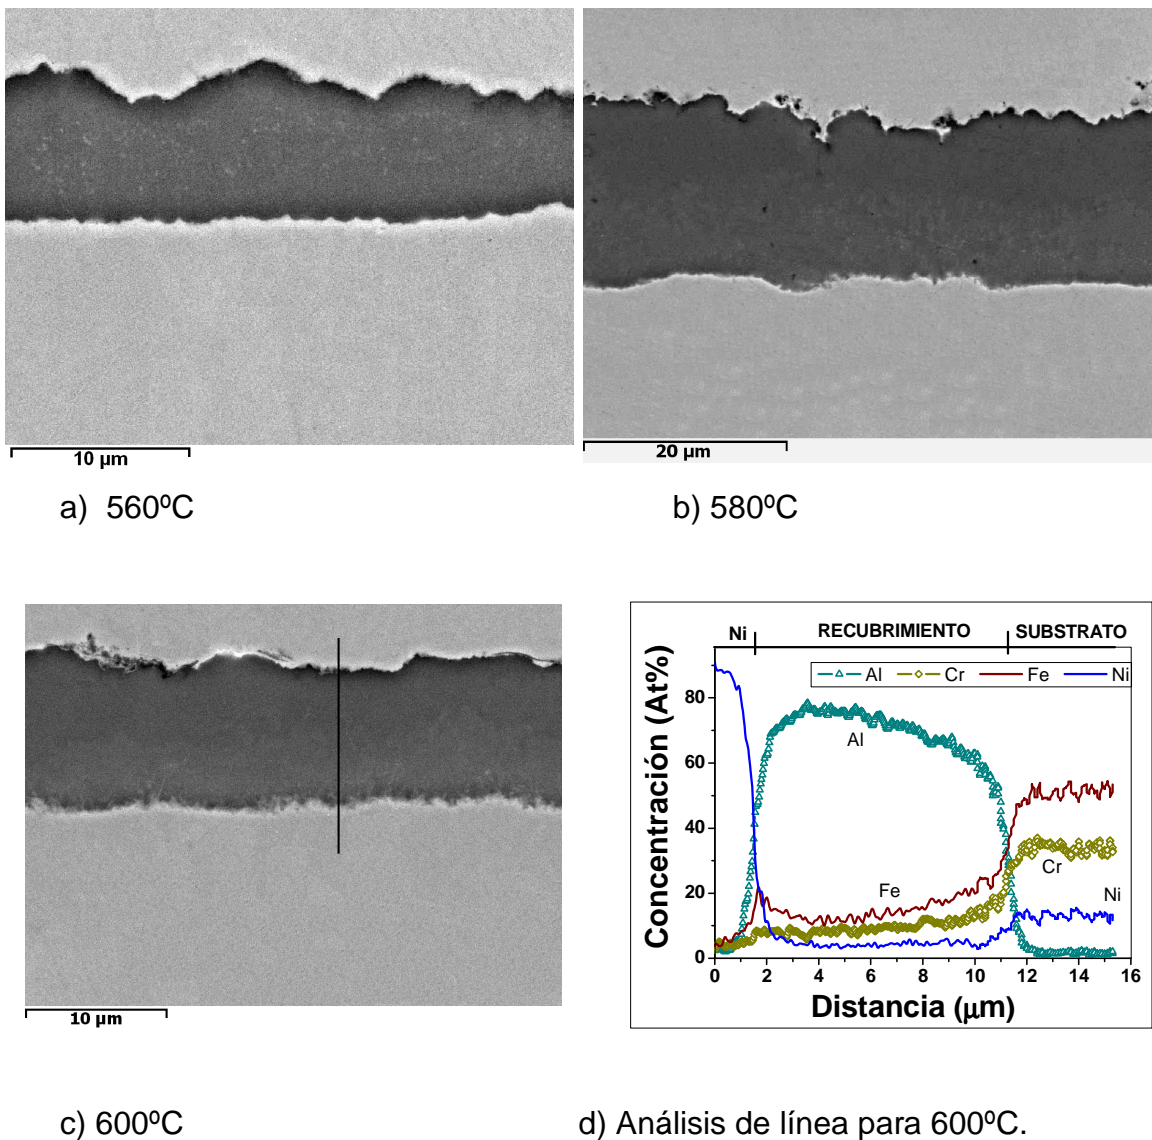 10 µm
20 µm
a) 560ºC
b) 580ºC
10 µm
Ni RECUBRIMIENTO SUBSTRATO
Al Cr Fe Ni
Concentración (At%)
80
60
40
20
0
Al
Fe
Cr
Ni
0 2 4 6 8 10 12 14 16
Distancia (µm)
c) 600ºC
d) Análisis de línea para 600ºC.